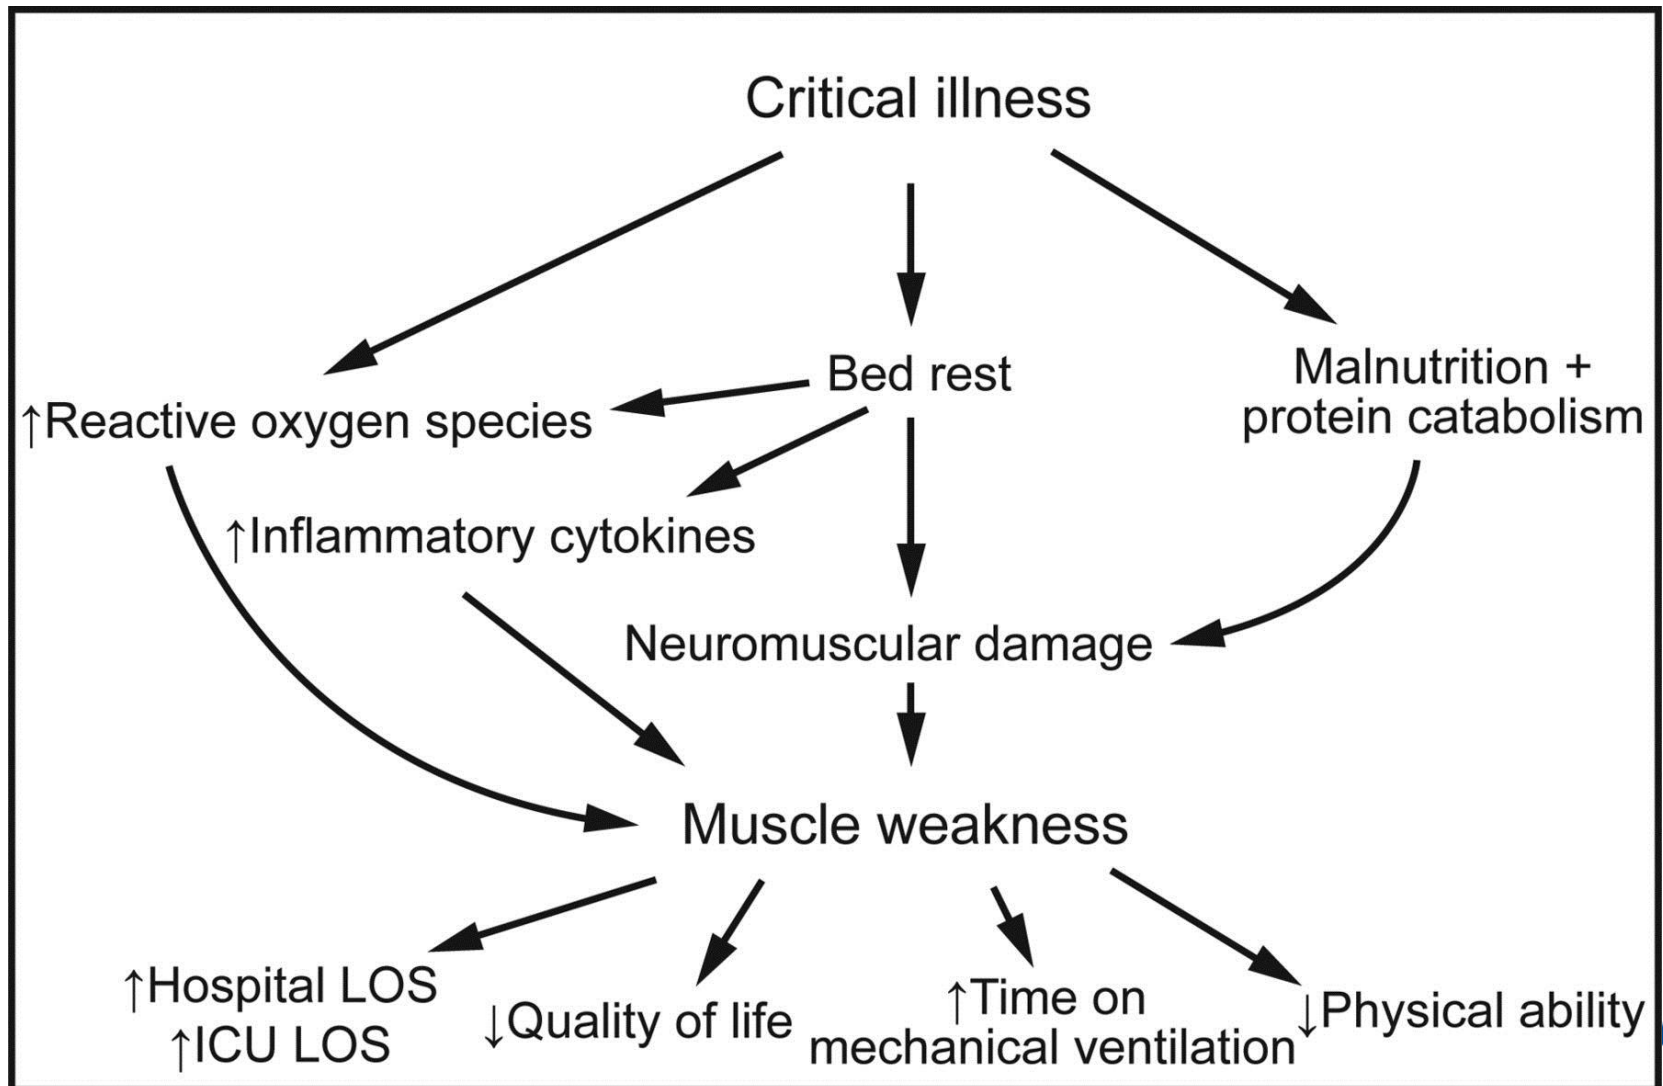 Critical illness
Bed rest
Malnutrition +
protein catabolism
↑Reactive oxygen species
↑Inflammatory cytokines
Neuromuscular damage
Muscle weakness
↑Hospital LOS
↑ICU LOS
↓Quality of life
↑Time on
mechanical ventilation
↓Physical ability